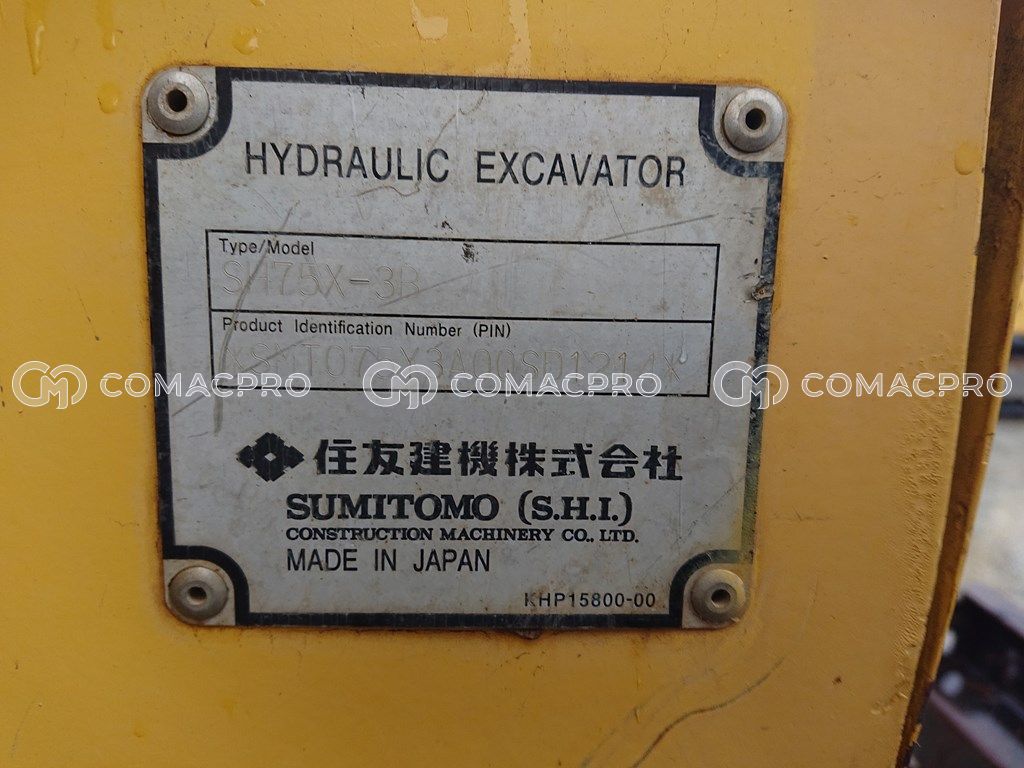 HYDRAULIC EXCAVATOR
Type/Model
SH75X-3B
Product Identification Number (PIN)
COMACPRO COMACPRO COMACPRO
住友建機株式会社
SUMITOMO (S.H.I.)
CONSTRUCTION MACHINERY CO., LTD.
MADE IN JAPAN
KHP15800-00